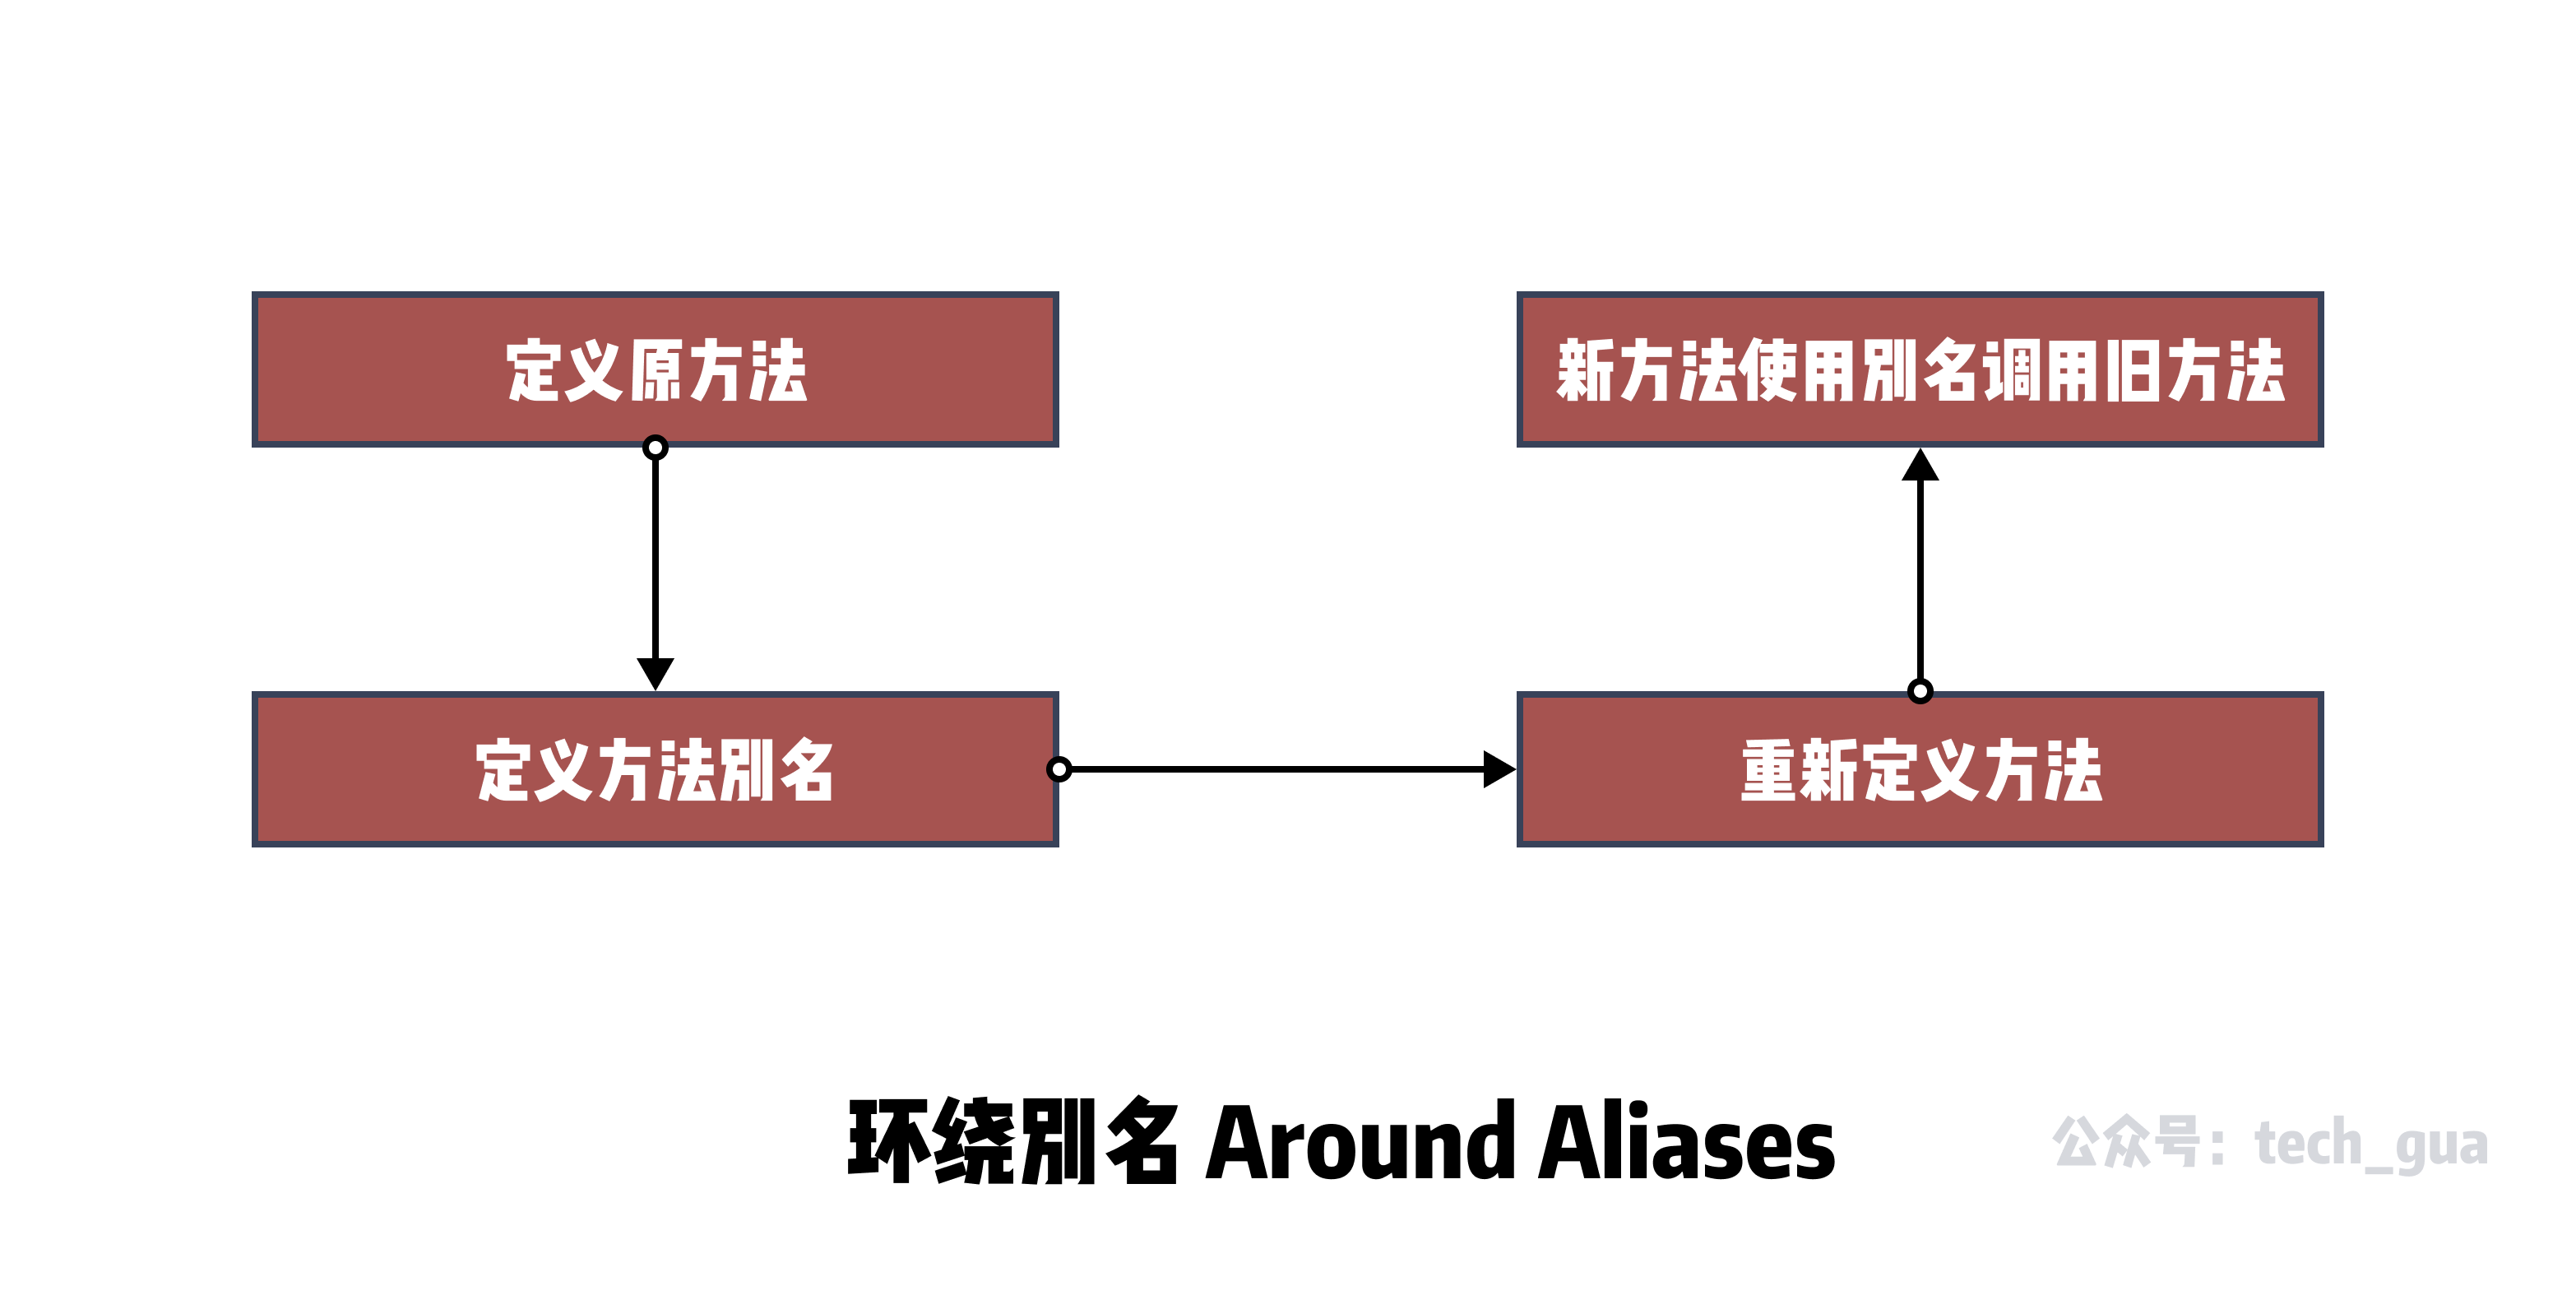 定义原方法
新方法使用别名调用旧方法
定义方法别名
重新定义方法
环绕别名 Around Aliases
公众号：tech_gua